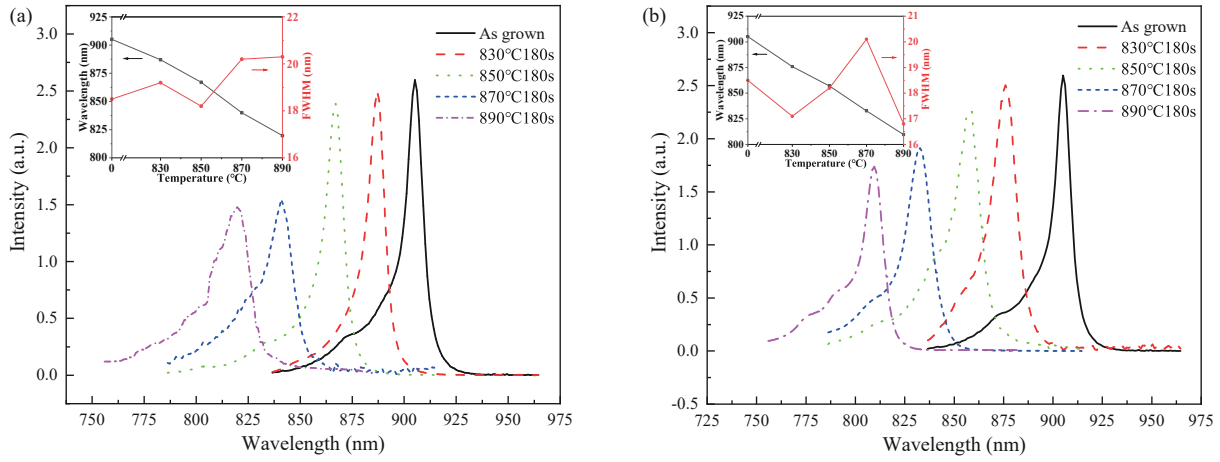 (a)
3.0
2.5
2.0
1.5
1.0
0.5
0.0
Intensity (a.u.)
750 775 800 825 850 875 900 925 950 975
Wavelength (nm)
As grown
830℃180s
850℃180s
870℃180s
890℃180s
925
900
875
850
825
800
Wavelength (nm)
0 830 850 870 890
Temperature (℃)
22
20
18
16
FWHM (nm)
(b)
3.0
2.5
2.0
1.5
1.0
0.5
0.0
-0.5
Intensity (a.u.)
725 750 775 800 825 850 875 900 925 950 975
Wavelength (nm)
As grown
830℃180s
850℃180s
870℃180s
890℃180s
925
900
875
850
825
800
Wavelength (nm)
0 830 850 870 890
Temperature (℃)
21
20
19
18
17
16
FWHM (nm)